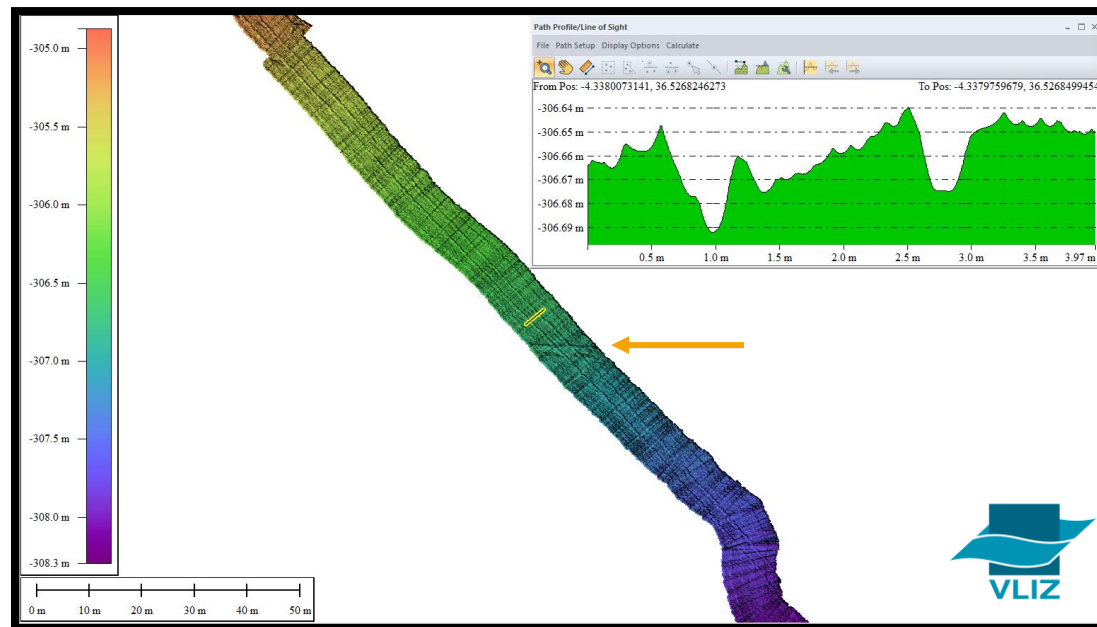 -305.0 m
-305.5 m
-306.0 m
-306.5 m
-307.0 m
-307.5 m
-308.0 m
-308.3 m
0 m 10 m 20 m 30 m 40 m 50 m
Path Profile/Line of Sight
File Path Setup Display Options Calculate
From Pos: -4.3380073141, 36.5268246273 To Pos: -4.3379759679, 36.5268499454
-306.64 m
-306.65 m
-306.66 m
-306.67 m
-306.68 m
-306.69 m
0.5 m 1.0 m 1.5 m 2.0 m 2.5 m 3.0 m 3.5 m 3.97 m
VLIZ